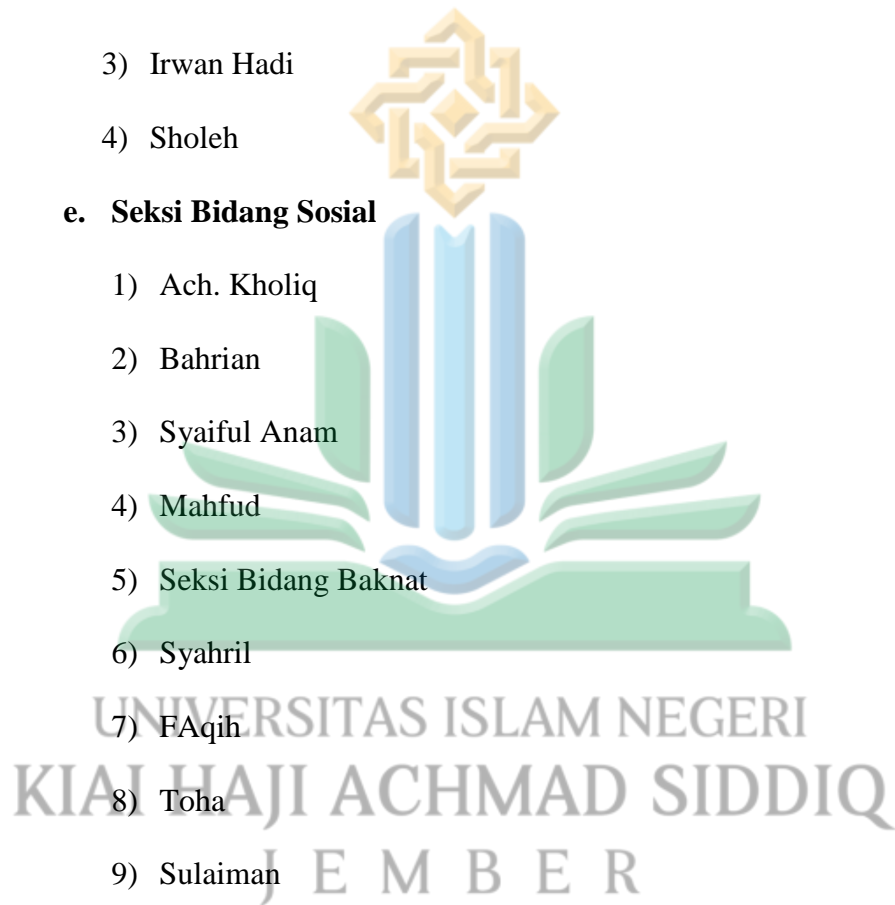 3) Irwan Hadi
4) Sholeh
e. Seksi Bidang Sosial
1) Ach. Kholiq
2) Bahrian
3) Syaiful Anam
4) Mahfud
5) Seksi Bidang Baknat
6) Syahril
UNIVERSITAS ISLAM NEGERI
7) FAqih
KIAI HAJI ACHMAD SIDDIQ
8) Toha
JEMBER
9) Sulaiman